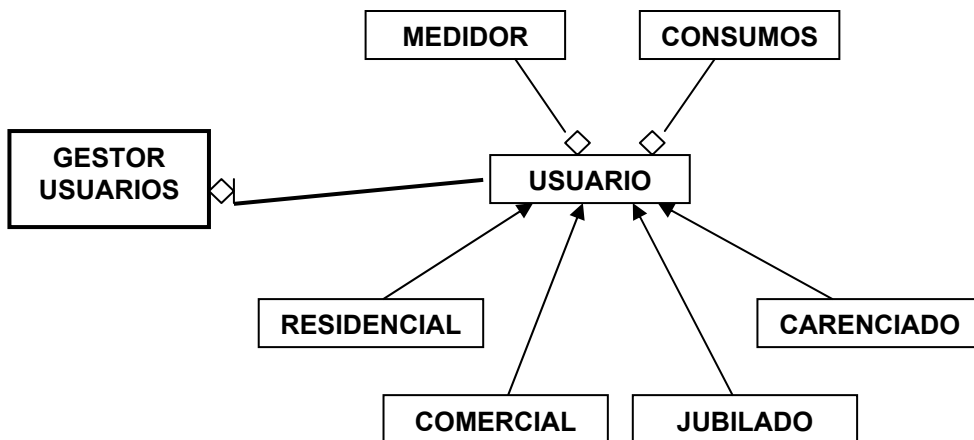 MEDIDOR
CONSUMOS
GESTOR
USUARIOS
USUARIO
RESIDENCIAL
CARENCIADO
COMERCIAL
JUBILADO